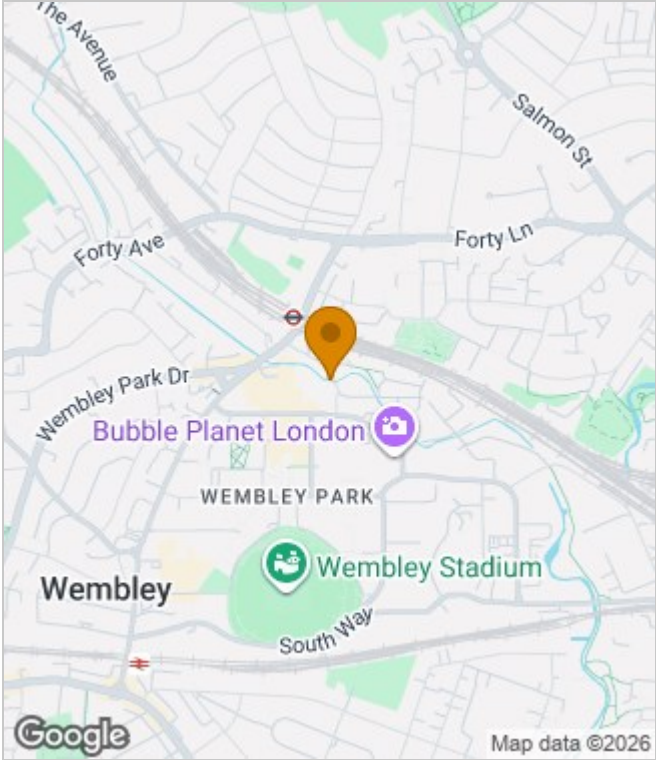 The Avenue
Salmon St
Forty Ln
Forty Ave
Wembley Park Dr
Bubble Planet London
WEMBLEY PARK
Wembley Stadium
Wembley
South Way
Google
Map data ©2026